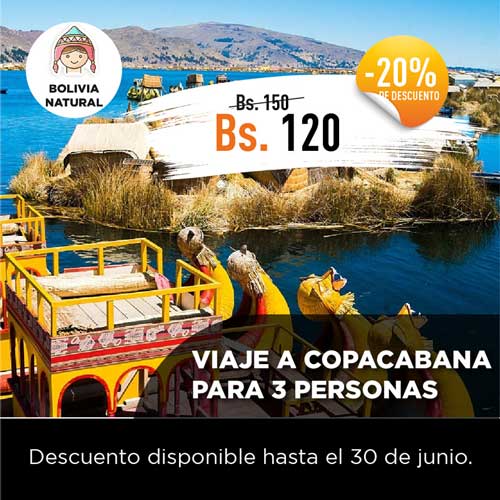 BOLIVIA
NATURAL
Bs. 150
Bs. 120
-20%
DE DESCUENTO
VIAJE A COPACABANA
PARA 3 PERSONAS
Descuento disponible hasta el 30 de junio.